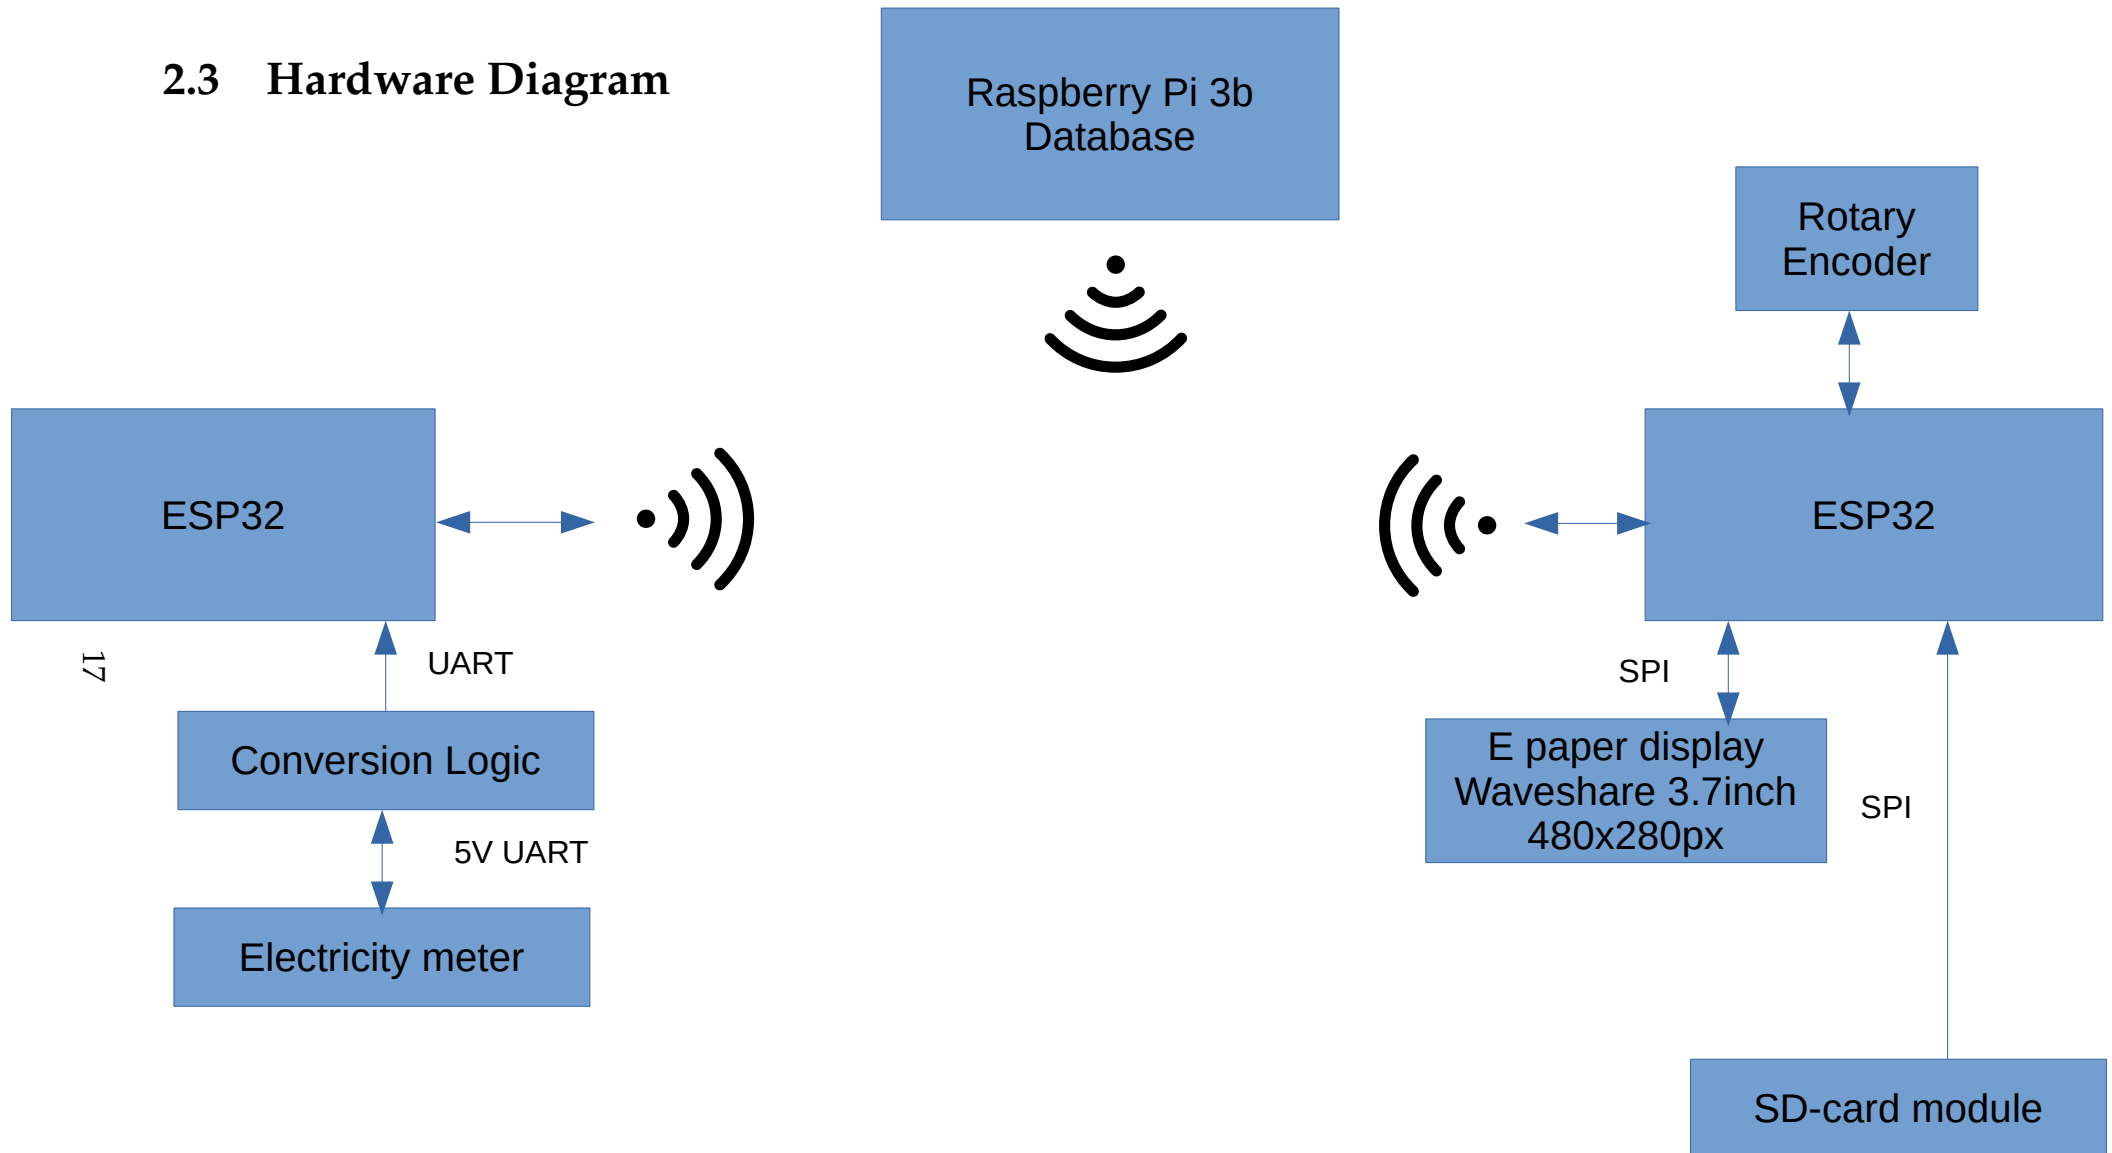 2.3 Hardware Diagram
Raspberry Pi 3b
Database
Rotary
Encoder
ESP32
ESP32
17
UART
SPI
Conversion Logic
E paper display
Waveshare 3.7inch
480x280px
SPI
5V UART
Electricity meter
SD-card module